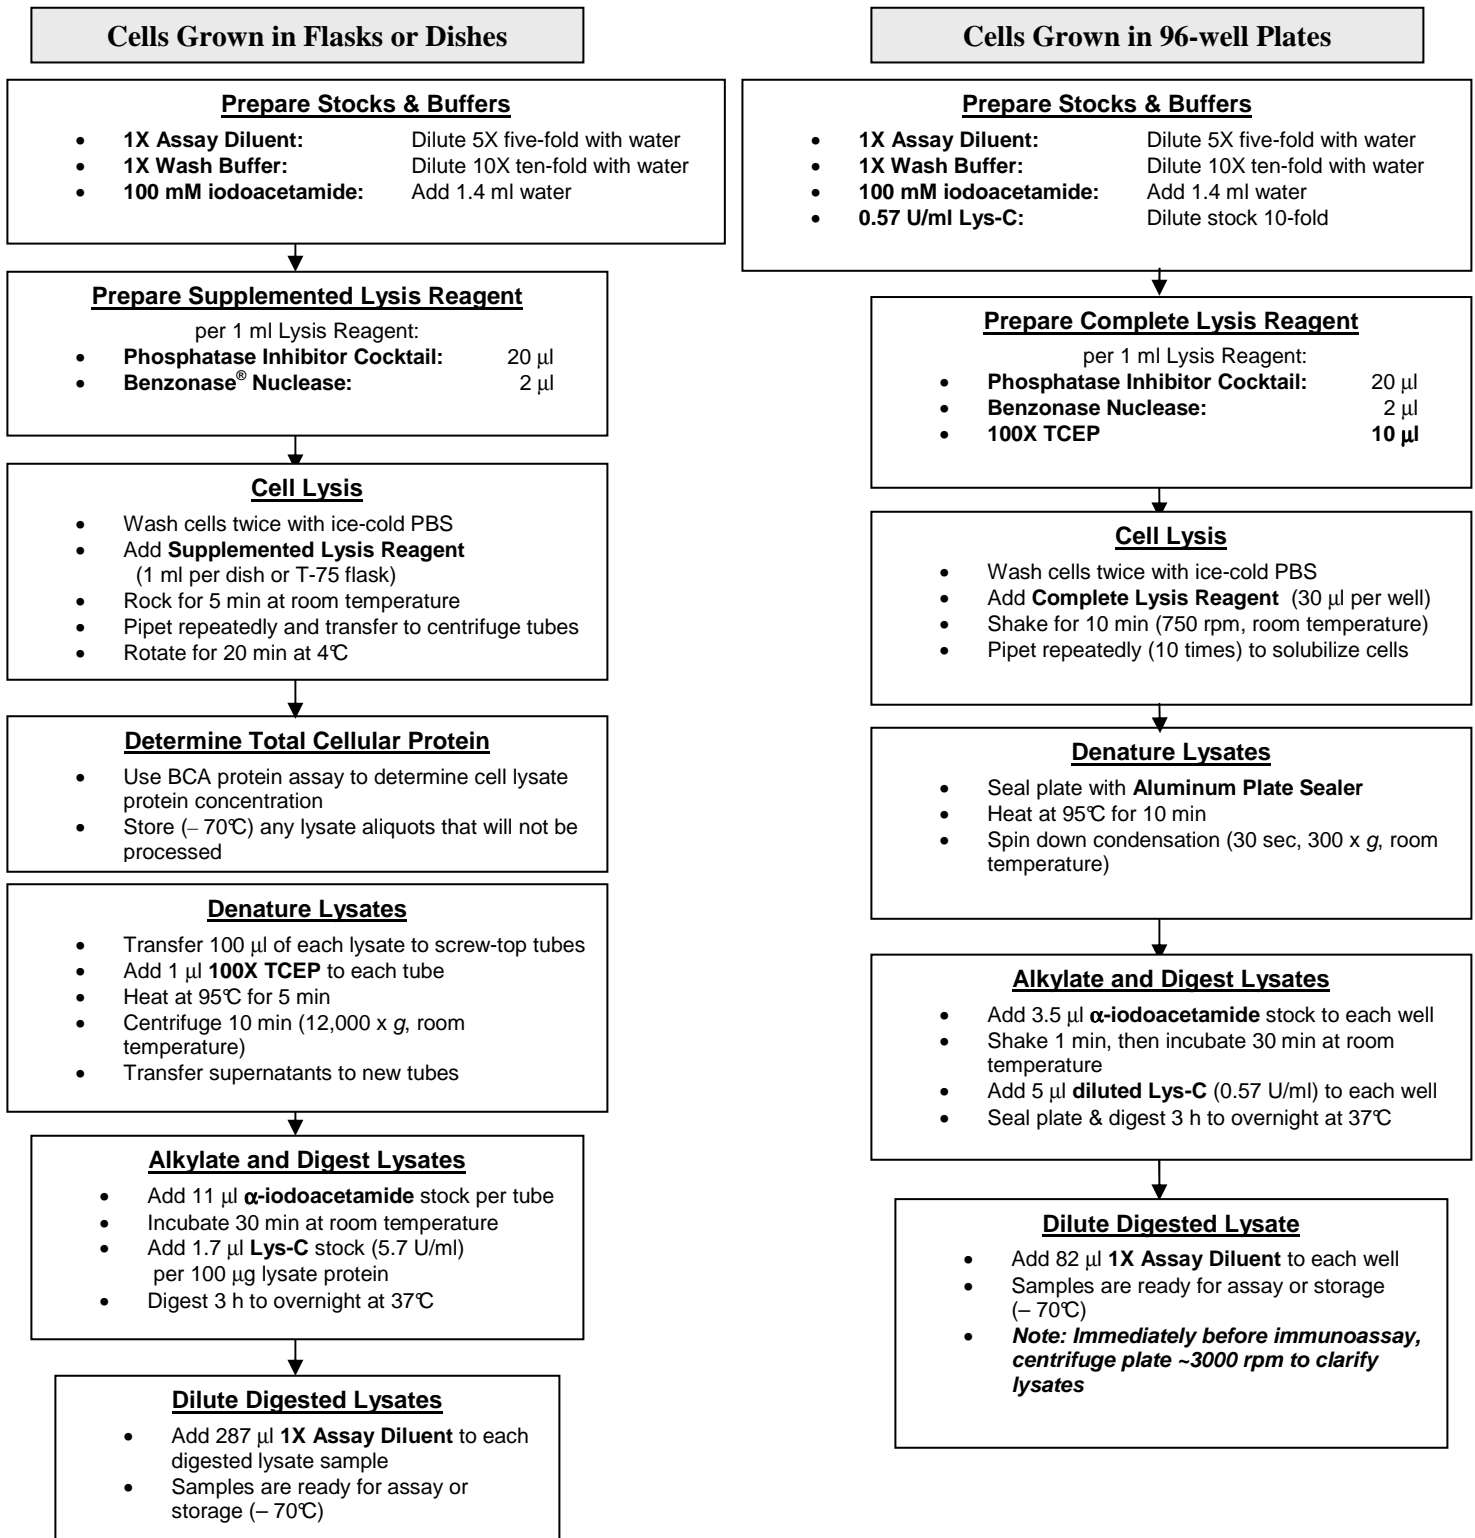 Cells Grown in Flasks or Dishes
Prepare Stocks & Buffers
• 1X Assay Diluent: Dilute 5X five-fold with water
• 1X Wash Buffer: Dilute 10X ten-fold with water
• 100 mM iodoacetamide: Add 1.4 ml water
Prepare Supplemented Lysis Reagent
per 1 ml Lysis Reagent:
• Phosphatase Inhibitor Cocktail: 20 µl
• Benzonase® Nuclease: 2 µl
Cell Lysis
• Wash cells twice with ice-cold PBS
• Add Supplemented Lysis Reagent
(1 ml per dish or T-75 flask)
• Rock for 5 min at room temperature
• Pipet repeatedly and transfer to centrifuge tubes
• Rotate for 20 min at 4°C
Determine Total Cellular Protein
• Use BCA protein assay to determine cell lysate
protein concentration
• Store (– 70°C) any lysate aliquots that will not be
processed
Denature Lysates
• Transfer 100 µl of each lysate to screw-top tubes
• Add 1 µl 100X TCEP to each tube
• Heat at 95°C for 5 min
• Centrifuge 10 min (12,000 x g, room
temperature)
• Transfer supernatants to new tubes
Alkylate and Digest Lysates
• Add 11 µl α-iodoacetamide stock per tube
• Incubate 30 min at room temperature
• Add 1.7 µl Lys-C stock (5.7 U/ml)
per 100 µg lysate protein
• Digest 3 h to overnight at 37°C
Dilute Digested Lysates
• Add 287 µl 1X Assay Diluent to each
digested lysate sample
• Samples are ready for assay or
storage (– 70°C)
Cells Grown in 96-well Plates
Prepare Stocks & Buffers
• 1X Assay Diluent: Dilute 5X five-fold with water
• 1X Wash Buffer: Dilute 10X ten-fold with water
• 100 mM iodoacetamide: Add 1.4 ml water
• 0.57 U/ml Lys-C: Dilute stock 10-fold
Prepare Complete Lysis Reagent
per 1 ml Lysis Reagent:
• Phosphatase Inhibitor Cocktail: 20 µl
• Benzonase Nuclease: 2 µl
• 100X TCEP 10 µl
Cell Lysis
• Wash cells twice with ice-cold PBS
• Add Complete Lysis Reagent (30 µl per well)
• Shake for 10 min (750 rpm, room temperature)
• Pipet repeatedly (10 times) to solubilize cells
Denature Lysates
• Seal plate with Aluminum Plate Sealer
• Heat at 95°C for 10 min
• Spin down condensation (30 sec, 300 x g, room
temperature)
Alkylate and Digest Lysates
• Add 3.5 µl α-iodoacetamide stock to each well
• Shake 1 min, then incubate 30 min at room
temperature
• Add 5 µl diluted Lys-C (0.57 U/ml) to each well
• Seal plate & digest 3 h to overnight at 37°C
Dilute Digested Lysate
• Add 82 µl 1X Assay Diluent to each well
• Samples are ready for assay or storage
(– 70°C)
• Note: Immediately before immunoassay,
centrifuge plate ~3000 rpm to clarify
lysates